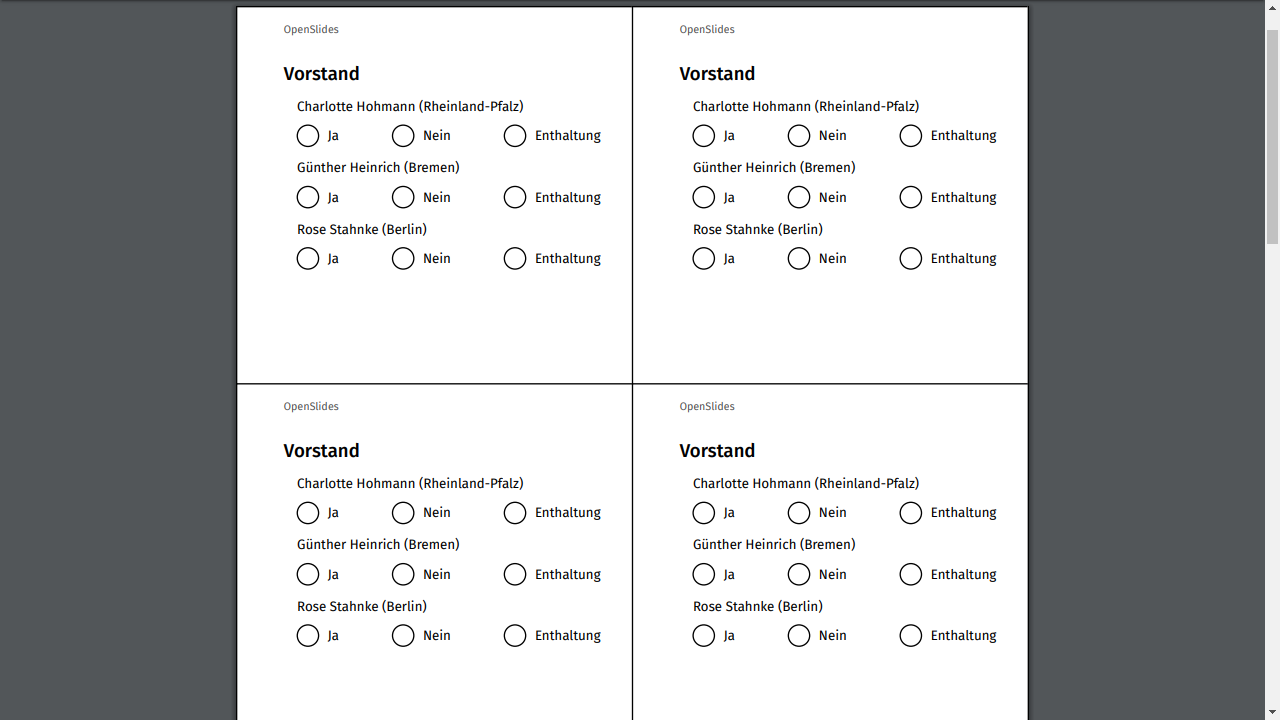 OpenSlides
Vorstand
Charlotte Hohmann (Rheinland-Pfalz)
Ja Nein Enthaltung
Günther Heinrich (Bremen)
Ja Nein Enthaltung
Rose Stahnke (Berlin)
Ja Nein Enthaltung
OpenSlides
Vorstand
Charlotte Hohmann (Rheinland-Pfalz)
Ja Nein Enthaltung
Günther Heinrich (Bremen)
Ja Nein Enthaltung
Rose Stahnke (Berlin)
Ja Nein Enthaltung
OpenSlides
Vorstand
Charlotte Hohmann (Rheinland-Pfalz)
Ja Nein Enthaltung
Günther Heinrich (Bremen)
Ja Nein Enthaltung
Rose Stahnke (Berlin)
Ja Nein Enthaltung
OpenSlides
Vorstand
Charlotte Hohmann (Rheinland-Pfalz)
Ja Nein Enthaltung
Günther Heinrich (Bremen)
Ja Nein Enthaltung
Rose Stahnke (Berlin)
Ja Nein Enthaltung